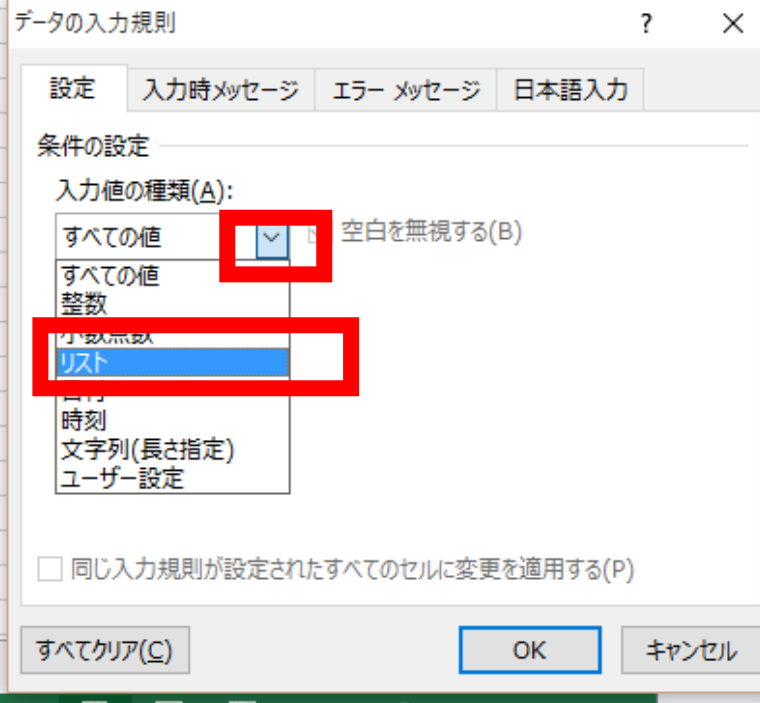 データの入力規則 ? ×
設定 入力時メッセージ エラー メッセージ 日本語入力
条件の設定
入力値の種類(A):
すべての値 空白を無視する(B)
すべての値
整数
小数点数
リスト
日付
時刻
文字列(長さ指定)
ユーザー設定
同じ入力規則が設定されたすべてのセルに変更を適用する(P)
すべてクリア(C) OK キャンセル